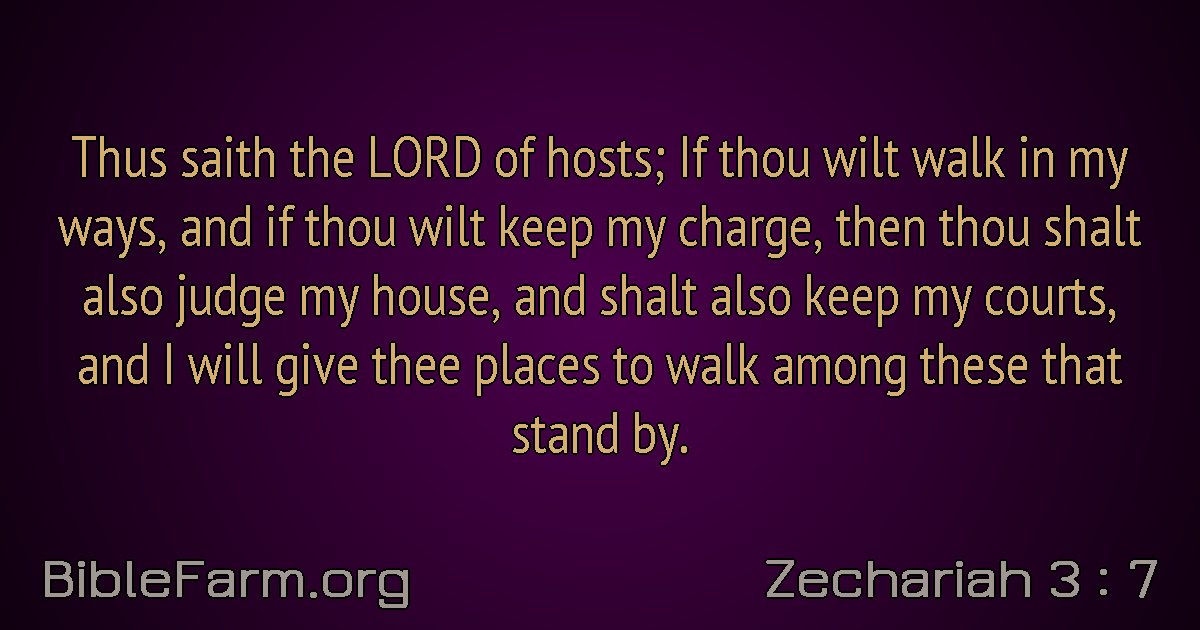 Thus saith the LORD of hosts; If thou wilt walk in my
ways, and if thou wilt keep my charge, then thou shalt
also judge my house, and shalt also keep my courts,
and I will give thee places to walk among these that
stand by.
BibleFarm.org
Zechariah 3 : 7